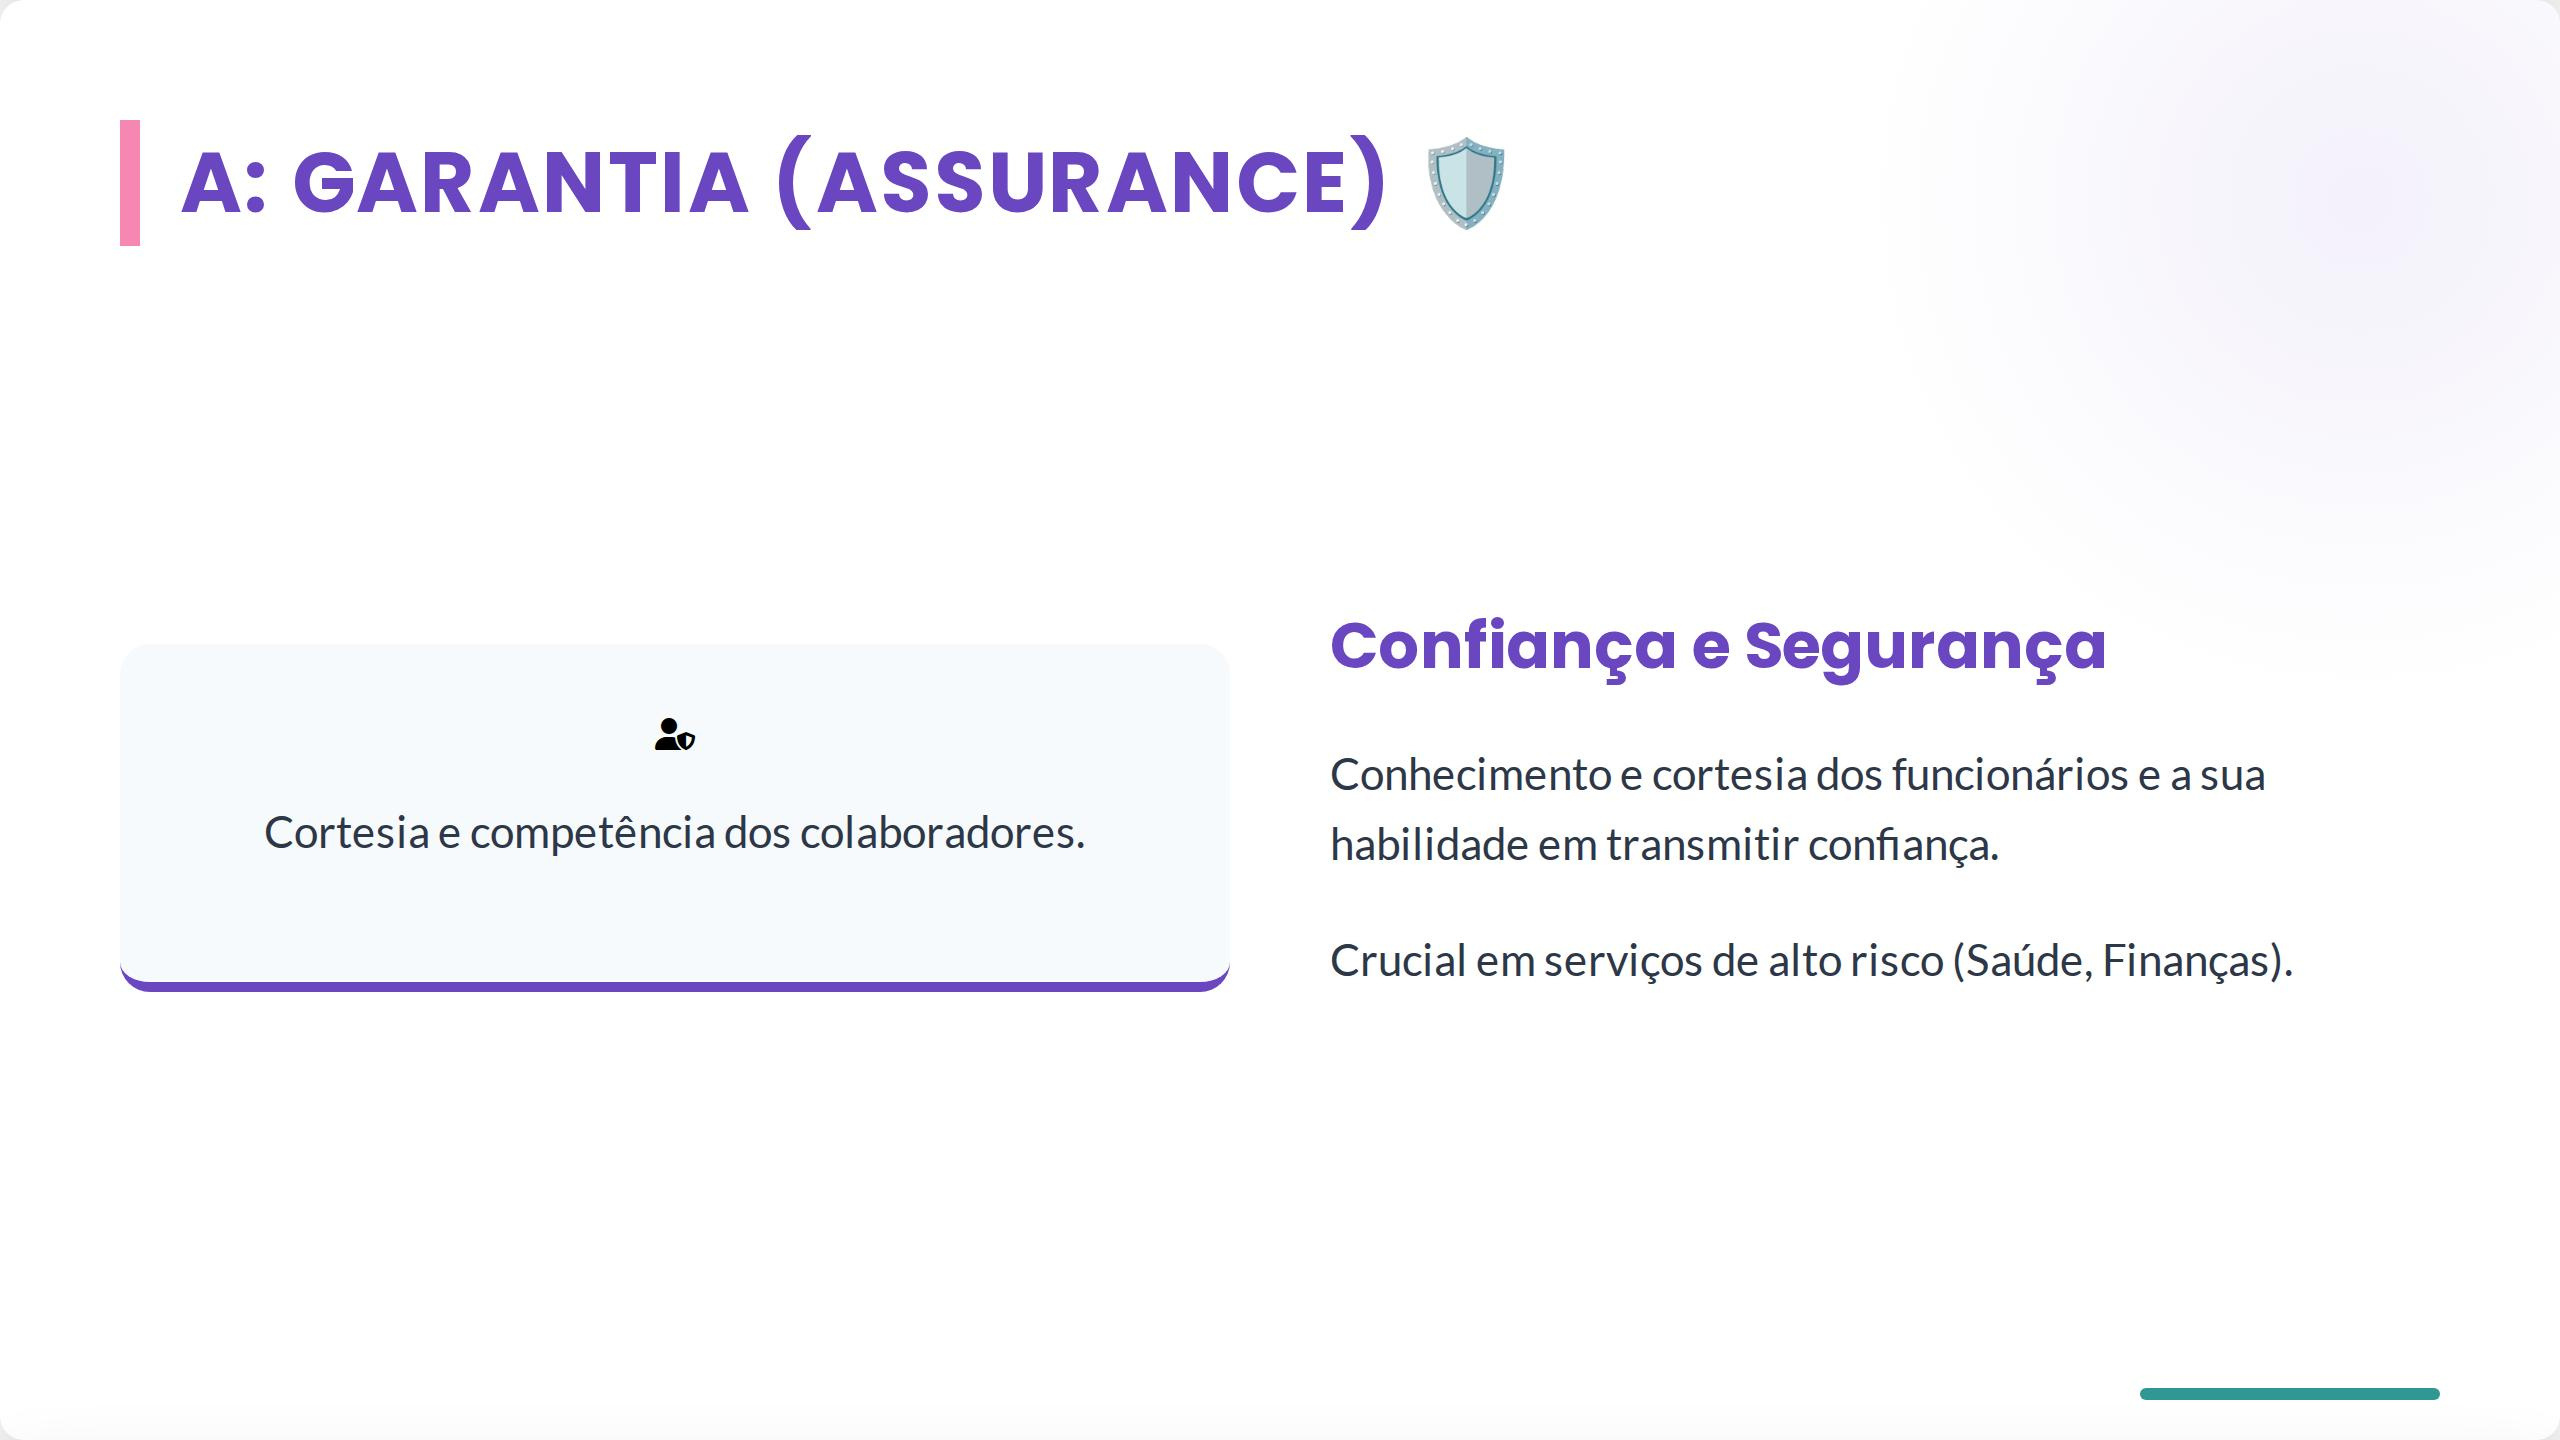 A: GARANTIA (ASSURANCE)
Cortesia e competência dos colaboradores.
Confiança e Segurança
Conhecimento e cortesia dos funcionários e a sua
habilidade em transmitir confiança.
Crucial em serviços de alto risco (Saúde, Finanças).